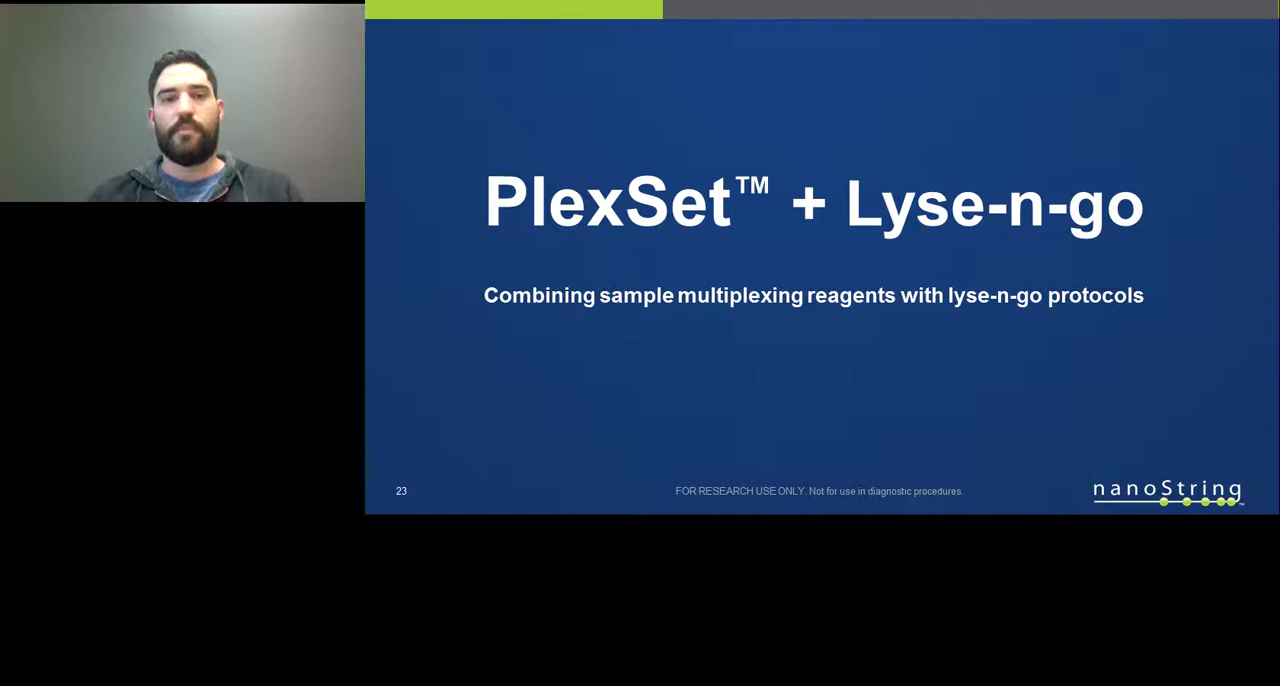 PlexSet™ + Lyse-n-go
Combining sample multiplexing reagents with lyse-n-go protocols
23
FOR RESEARCH USE ONLY. Not for use in diagnostic procedures.
nanoString™